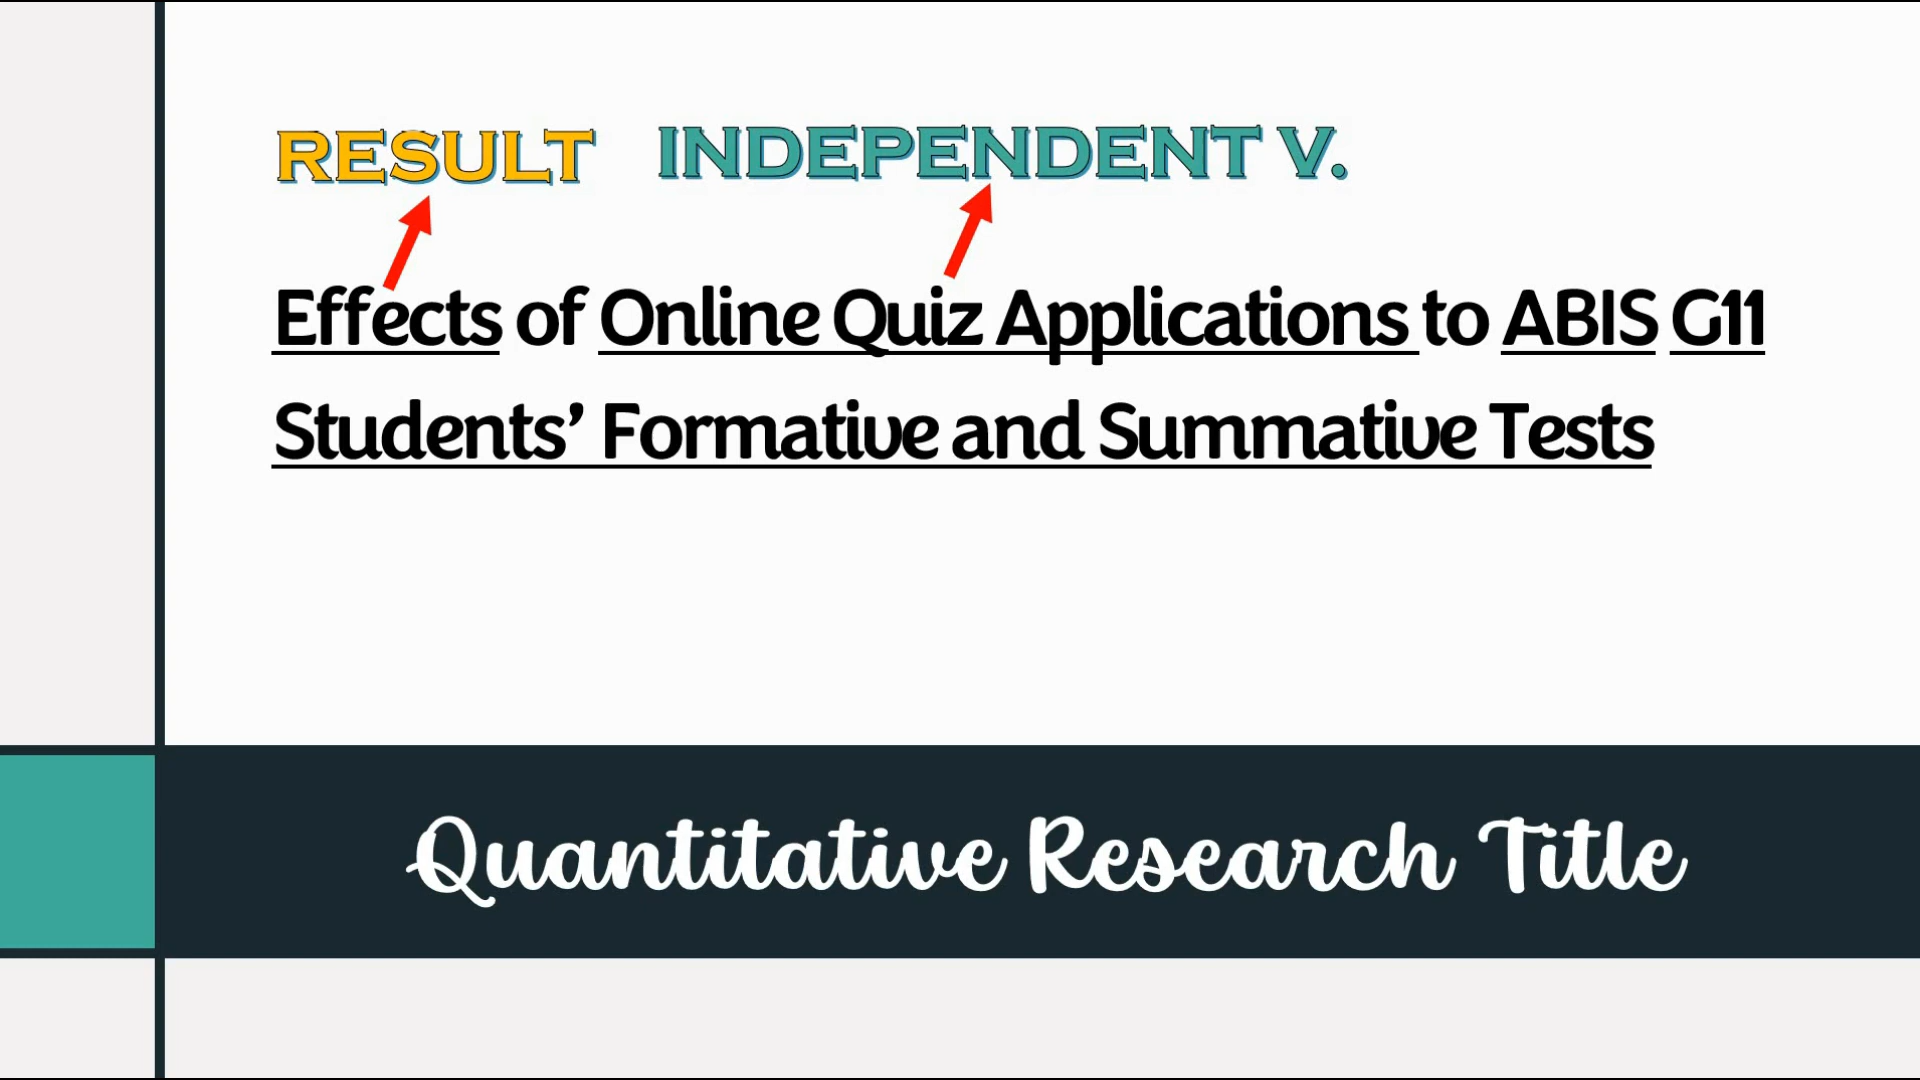 RESULT INDEPENDENT V.
Effects of Online Quiz Applications to ABIS G11
Students’ Formative and Summative Tests
Quantitative Research Title